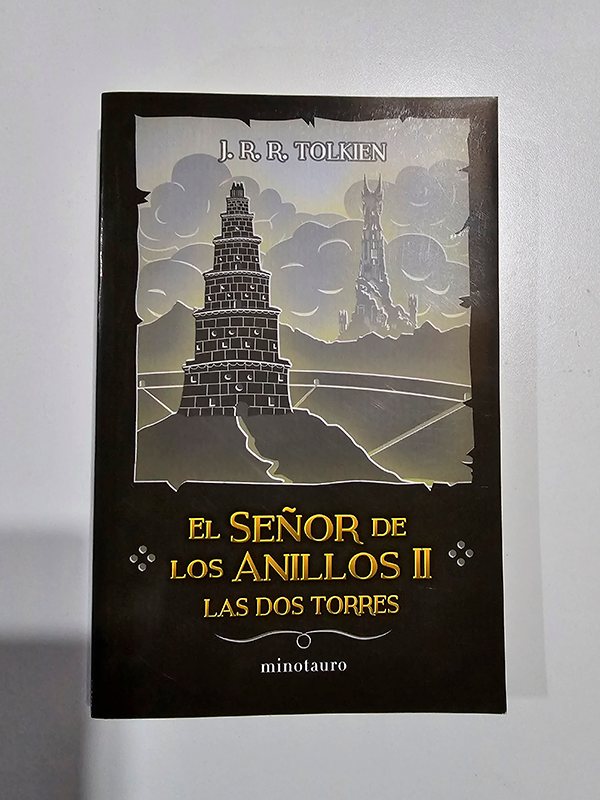 J. R. R. TOLKIEN
EL SEÑOR DE
LOS ANILLOS II
LAS DOS TORRES
minotauro